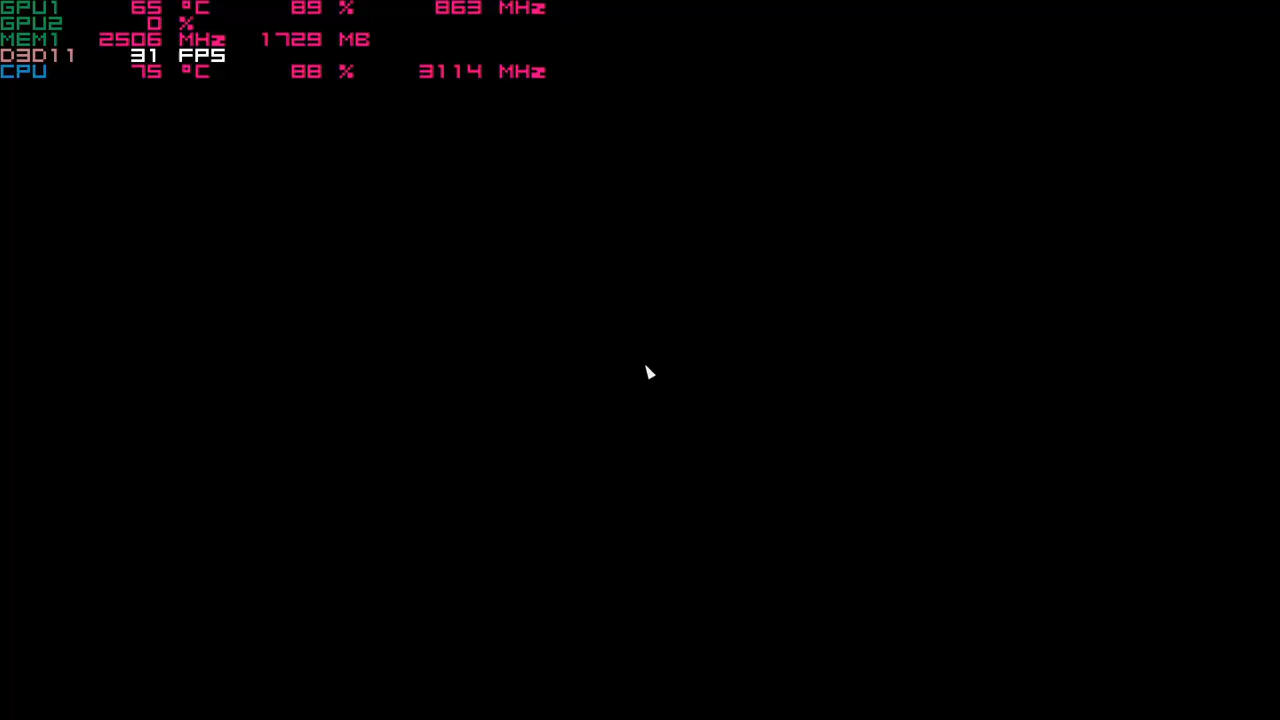 GPU1 65 °C 89 % 863 MHz
GPU2 0 %
MEM1 2506 MHz 1729 MB
D3D11 31 FPS
CPU 75 °C 88 % 3114 MHz